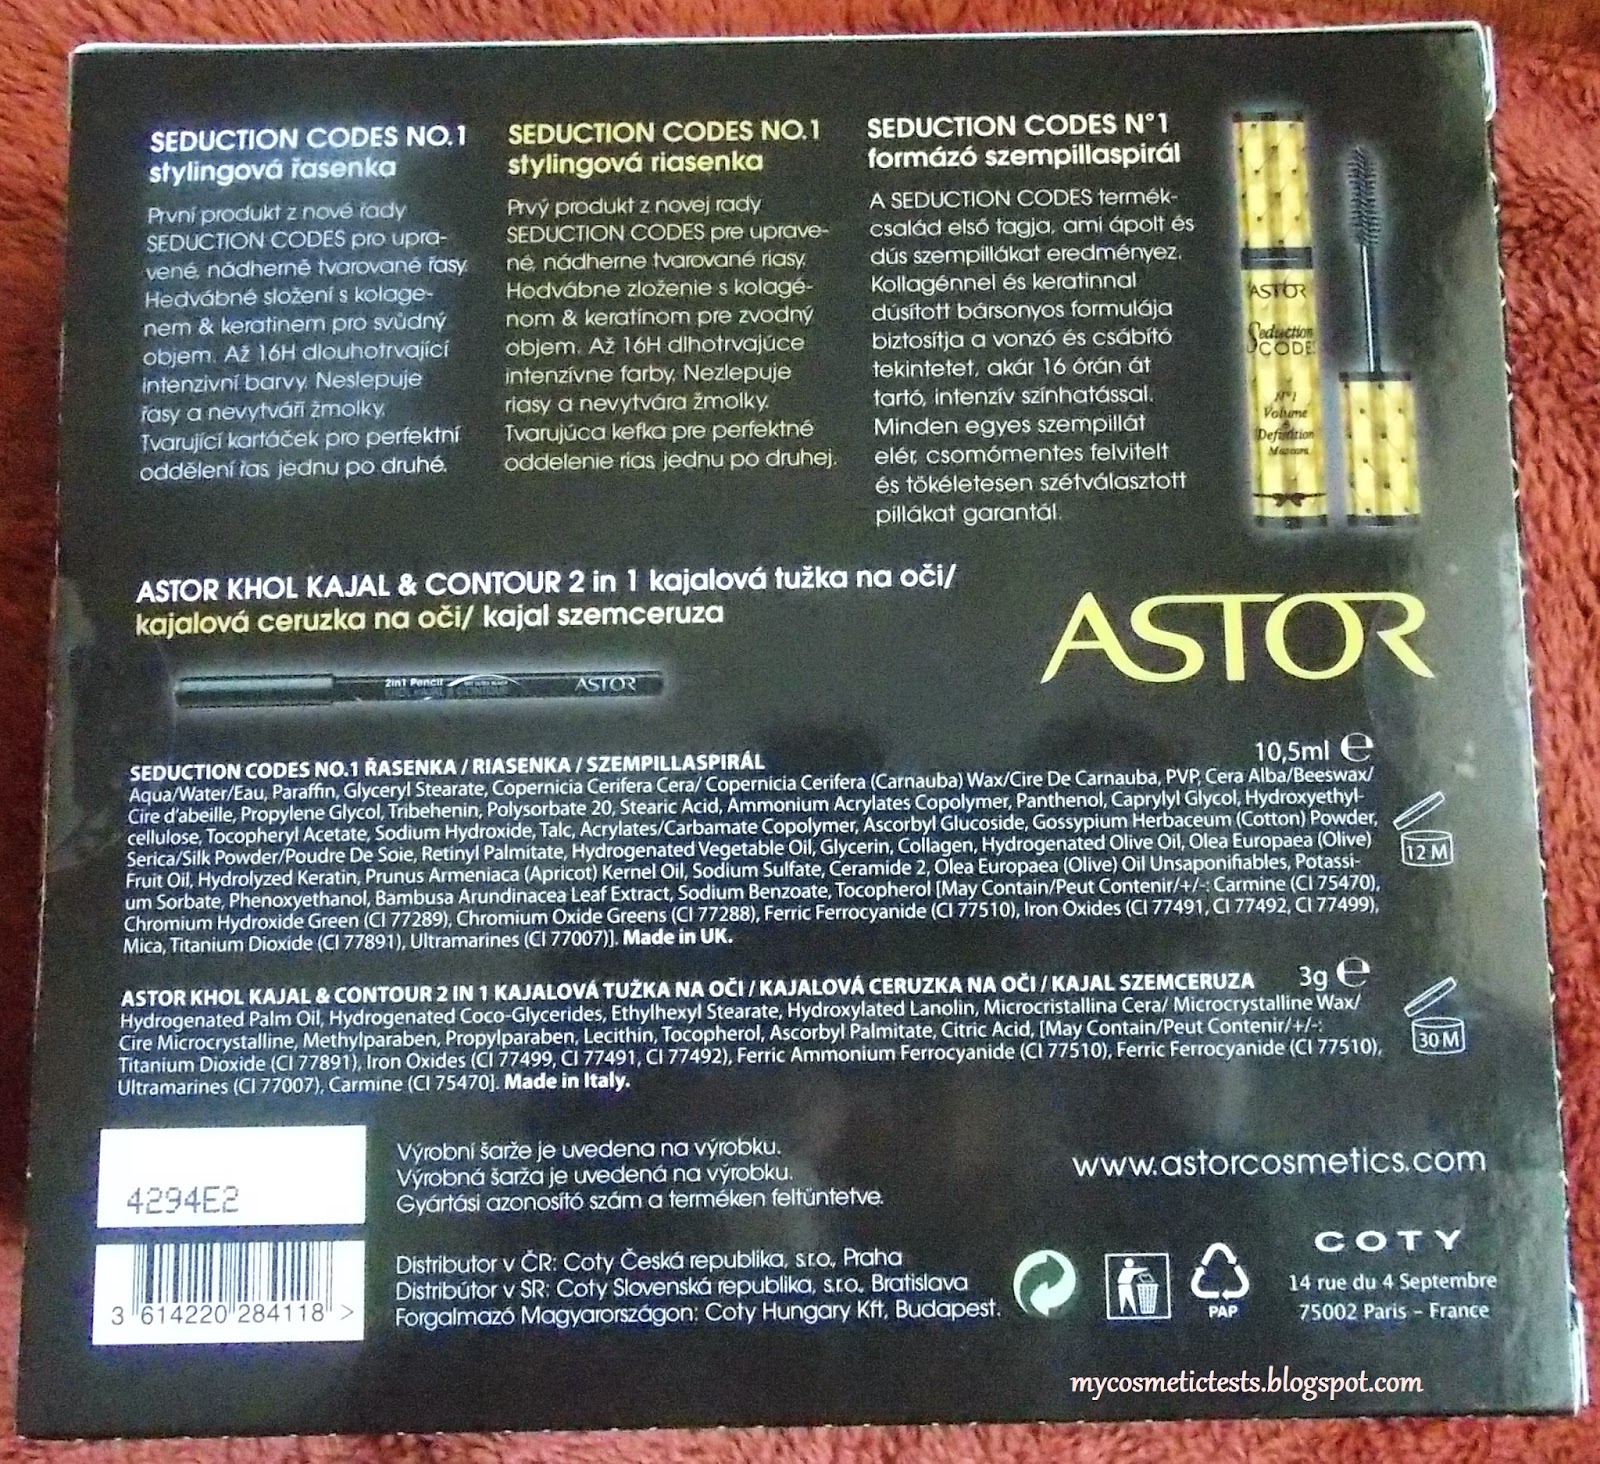 SEDUCTION CODES NO.1
stylingová řasenka
První produkt z nové řady
SEDUCTION CODES pro upra-
vené, nádherně tvarované řasy.
Hedvábné složení s kolage-
nem & keratinem pro svůdný
objem. Až 16H dlouhotrvající
intenzivní barvy. Neslepuje
řasy a nevytváří žmolky.
Tvarující kartáček pro perfektní
oddělení řas jednu po druhé.
SEDUCTION CODES NO.1
stylingová riasenka
Prvý produkt z novej rady
SEDUCTION CODES pre uprave-
né, nádherne tvarované riasy.
Hodvábne zloženie s kolagé-
nom & keratínom pre zvodný
objem. Až 16H dlhotrvajúce
intenzívne farby. Nezlepuje
riasy a nevytvára žmolky.
Tvarujúca kefka pre perfektné
oddelenie rias jednu po druhej.
SEDUCTION CODES N°1
formázó szempillaspirál
A SEDUCTION CODES termék-
család első tagja, ami ápolt és
dús szempillákat eredményez.
Kollagénnel és keratinnal
dúsított bársonyos formulája
biztosítja a vonzó és csábító
tekintetet, akár 16 órán át
tartó, intenzív színhatással.
Minden egyes szempillát
elér, csomómentes felvitelt
és tökéletesen szétválasztott
pillákat garantál.
ASTOR
Seduction
CODES
N°1
Volume
&
Definition
Mascara
ASTOR KHOL KAJAL & CONTOUR 2 in 1 kajalová tužka na oči/
kajalová ceruzka na oči/ kajal szemceruza
2in1 Pencil KHOL KAJAL & CONTOUR ASTOR
ASTOR
SEDUCTION CODES NO.1 ŘASENKA / RIASENKA / SZEMPILLASPIRÁL 10,5ml ℮
Aqua/Water/Eau, Paraffin, Glyceryl Stearate, Copernicia Cerifera Cera/ Copernicia Cerifera (Carnauba) Wax/Cire De Carnauba, PVP, Cera Alba/Beeswax/
Cire d'abeille, Propylene Glycol, Tribehenin, Polysorbate 20, Stearic Acid, Ammonium Acrylates Copolymer, Panthenol, Caprylyl Glycol, Hydroxyethyl-
cellulose, Tocopheryl Acetate, Sodium Hydroxide, Talc, Acrylates/Carbamate Copolymer, Ascorbyl Glucoside, Gossypium Herbaceum (Cotton) Powder,
Serica/Silk Powder/Poudre De Soie, Retinyl Palmitate, Hydrogenated Vegetable Oil, Glycerin, Collagen, Hydrogenated Olive Oil, Olea Europaea (Olive)
Fruit Oil, Hydrolyzed Keratin, Prunus Armeniaca (Apricot) Kernel Oil, Sodium Sulfate, Ceramide 2, Olea Europaea (Olive) Oil Unsaponifiables, Potassi-
um Sorbate, Phenoxyethanol, Bambusa Arundinacea Leaf Extract, Sodium Benzoate, Tocopherol [May Contain/Peut Contenir/+/-: Carmine (CI 75470),
Chromium Hydroxide Green (CI 77289), Chromium Oxide Greens (CI 77288), Ferric Ferrocyanide (CI 77510), Iron Oxides (CI 77491, CI 77492, CI 77499),
Mica, Titanium Dioxide (CI 77891), Ultramarines (CI 77007)]. Made in UK.
12 M
ASTOR KHOL KAJAL & CONTOUR 2 IN 1 KAJALOVÁ TUŽKA NA OČI / KAJALOVÁ CERUZKA NA OČI / KAJAL SZEMCERUZA 3g ℮
Hydrogenated Palm Oil, Hydrogenated Coco-Glycerides, Ethylhexyl Stearate, Hydroxylated Lanolin, Microcristallina Cera/ Microcrystalline Wax/
Cire Microcrystalline, Methylparaben, Propylparaben, Lecithin, Tocopherol, Ascorbyl Palmitate, Citric Acid, [May Contain/Peut Contenir/+/-:
Titanium Dioxide (CI 77891), Iron Oxides (CI 77499, CI 77491, CI 77492), Ferric Ammonium Ferrocyanide (CI 77510), Ferric Ferrocyanide (CI 77510),
Ultramarines (CI 77007), Carmine (CI 75470]. Made in Italy.
30 M
4294E2
3 614220 284118 >
Výrobní šarže je uvedena na výrobku.
Výrobná šarža je uvedená na výrobku.
Gyártási azonosító szám a terméken feltüntetve.
Distributor v ČR: Coty Česká republika, s.r.o., Praha
Distribútor v SR: Coty Slovenská republika, s.r.o. Bratislava
Forgalmazó Magyarországon: Coty Hungary Kft, Budapest.
www.astorcosmetics.com
PAP
COTY
14 rue du 4 Septembre
75002 Paris – France
mycosmetictests.blogspot.com